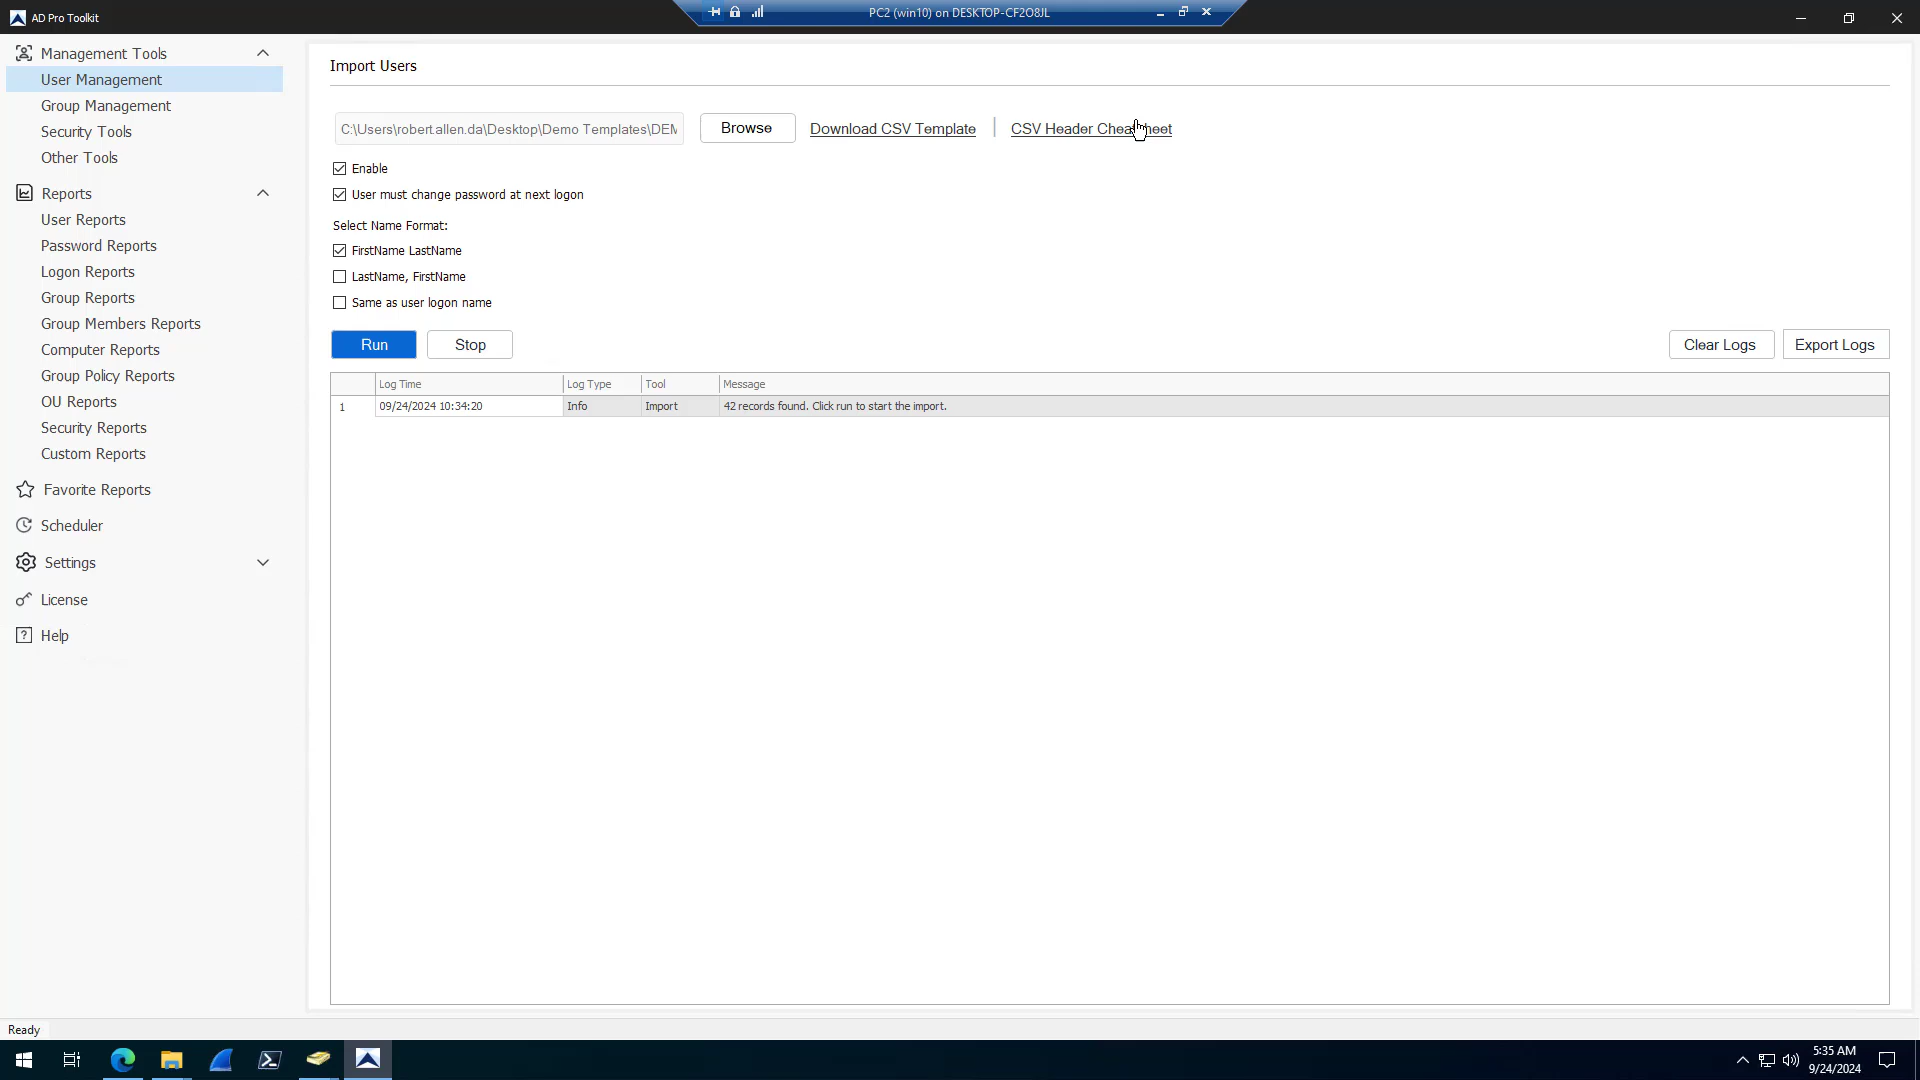 AD Pro Toolkit
PC2 (win10) on DESKTOP-CF2O8JL
Management Tools
User Management
Group Management
Security Tools
Other Tools
Reports
User Reports
Password Reports
Logon Reports
Group Reports
Group Members Reports
Computer Reports
Group Policy Reports
OU Reports
Security Reports
Custom Reports
Favorite Reports
Scheduler
Settings
License
Help
Import Users
C:\Users\robert.allen.da\Desktop\Demo Templates\DEM Browse Download CSV Template | CSV Header Cheatsheet
Enable
User must change password at next logon
Select Name Format:
FirstName LastName
LastName, FirstName
Same as user logon name
Run Stop Clear Logs Export Logs
Log Time Log Type Tool Message
1 09/24/2024 10:34:20 Info Import 42 records found. Click run to start the import.
Ready
5:35 AM
9/24/2024